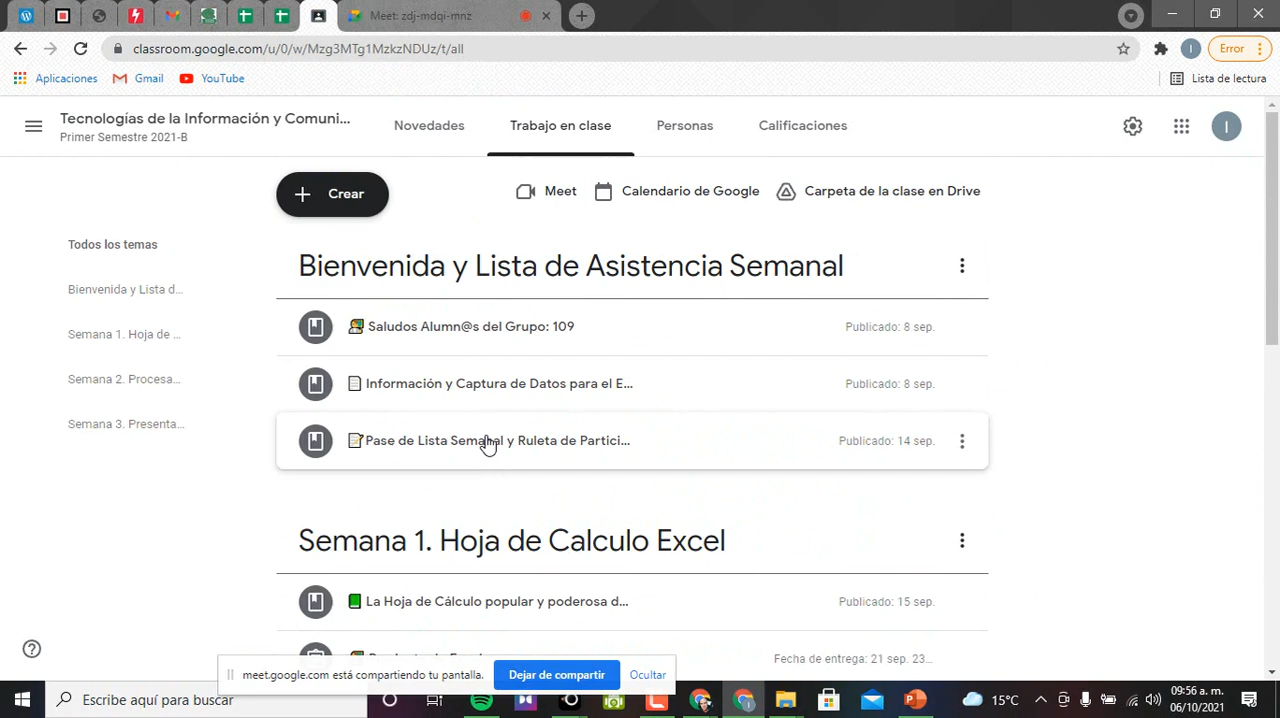 Meet: zdj-mdqi-mnz
classroom.google.com/u/0/w/Mzg3MTg1MzkzNDUz/t/all
I
Error
Aplicaciones
Gmail
YouTube
Lista de lectura
Tecnologías de la Información y Comuni...
Primer Semestre 2021-B
Novedades
Trabajo en clase
Personas
Calificaciones
I
Crear
Meet
Calendario de Google
Carpeta de la clase en Drive
Todos los temas
Bienvenida y Lista d...
Semana 1. Hoja de ...
Semana 2. Procesa...
Semana 3. Presenta...
Bienvenida y Lista de Asistencia Semanal
Saludos Alumn@s del Grupo: 109
Publicado: 8 sep.
Información y Captura de Datos para el E...
Publicado: 8 sep.
Pase de Lista Semanal y Ruleta de Partici...
Publicado: 14 sep.
Semana 1. Hoja de Calculo Excel
La Hoja de Cálculo popular y poderosa d...
Publicado: 15 sep.
Fecha de entrega: 21 sep. 23...
meet.google.com está compartiendo tu pantalla.
Dejar de compartir
Ocultar
Escribe aquí para buscar
15°C
09:56 a. m.
06/10/2021